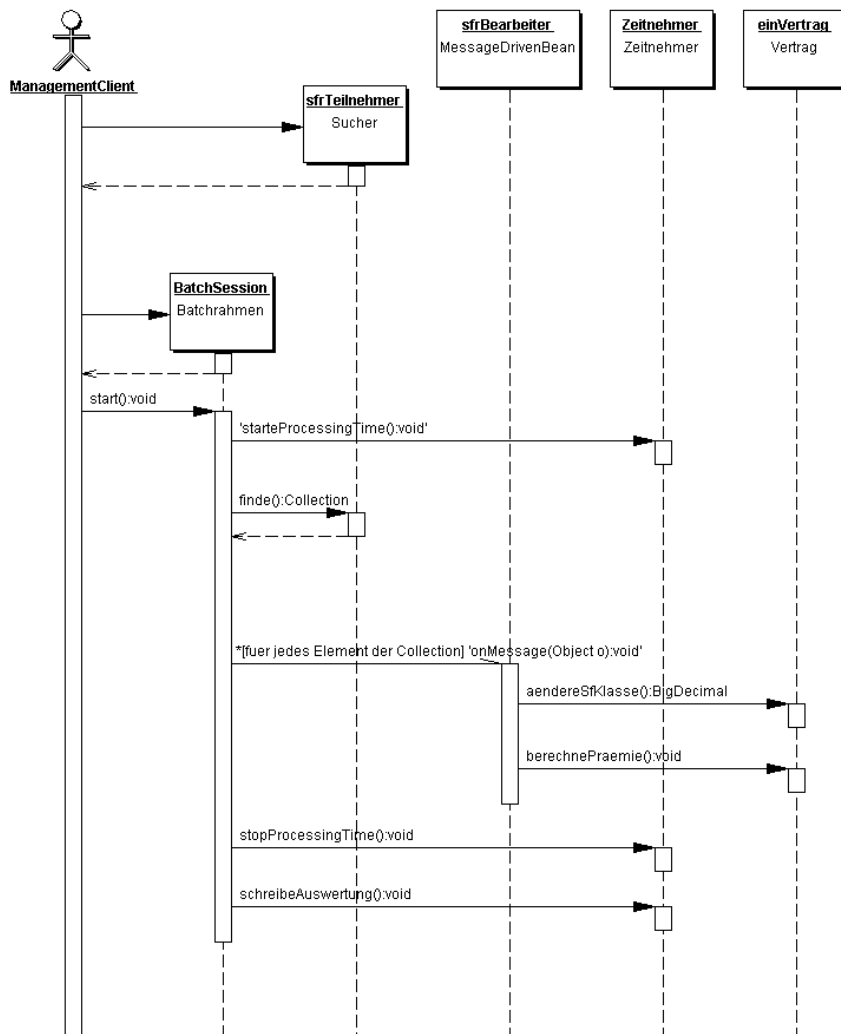 sfrBearbeiter
MessageDrivenBean
Zeitnehmer
Zeitnehmer
einVertrag
Vertrag
ManagementClient
sfrTeilnehmer
Sucher
BatchSession
Batchrahmen
start():void
'starteProcessingTime():void'
finde():Collection
*[fuer jedes Element der Collection] 'onMessage(Object o):void'
aendereSfKlasse():BigDecimal
berechnePraemie():void
stopProcessingTime():void
schreibeAuswertung():void